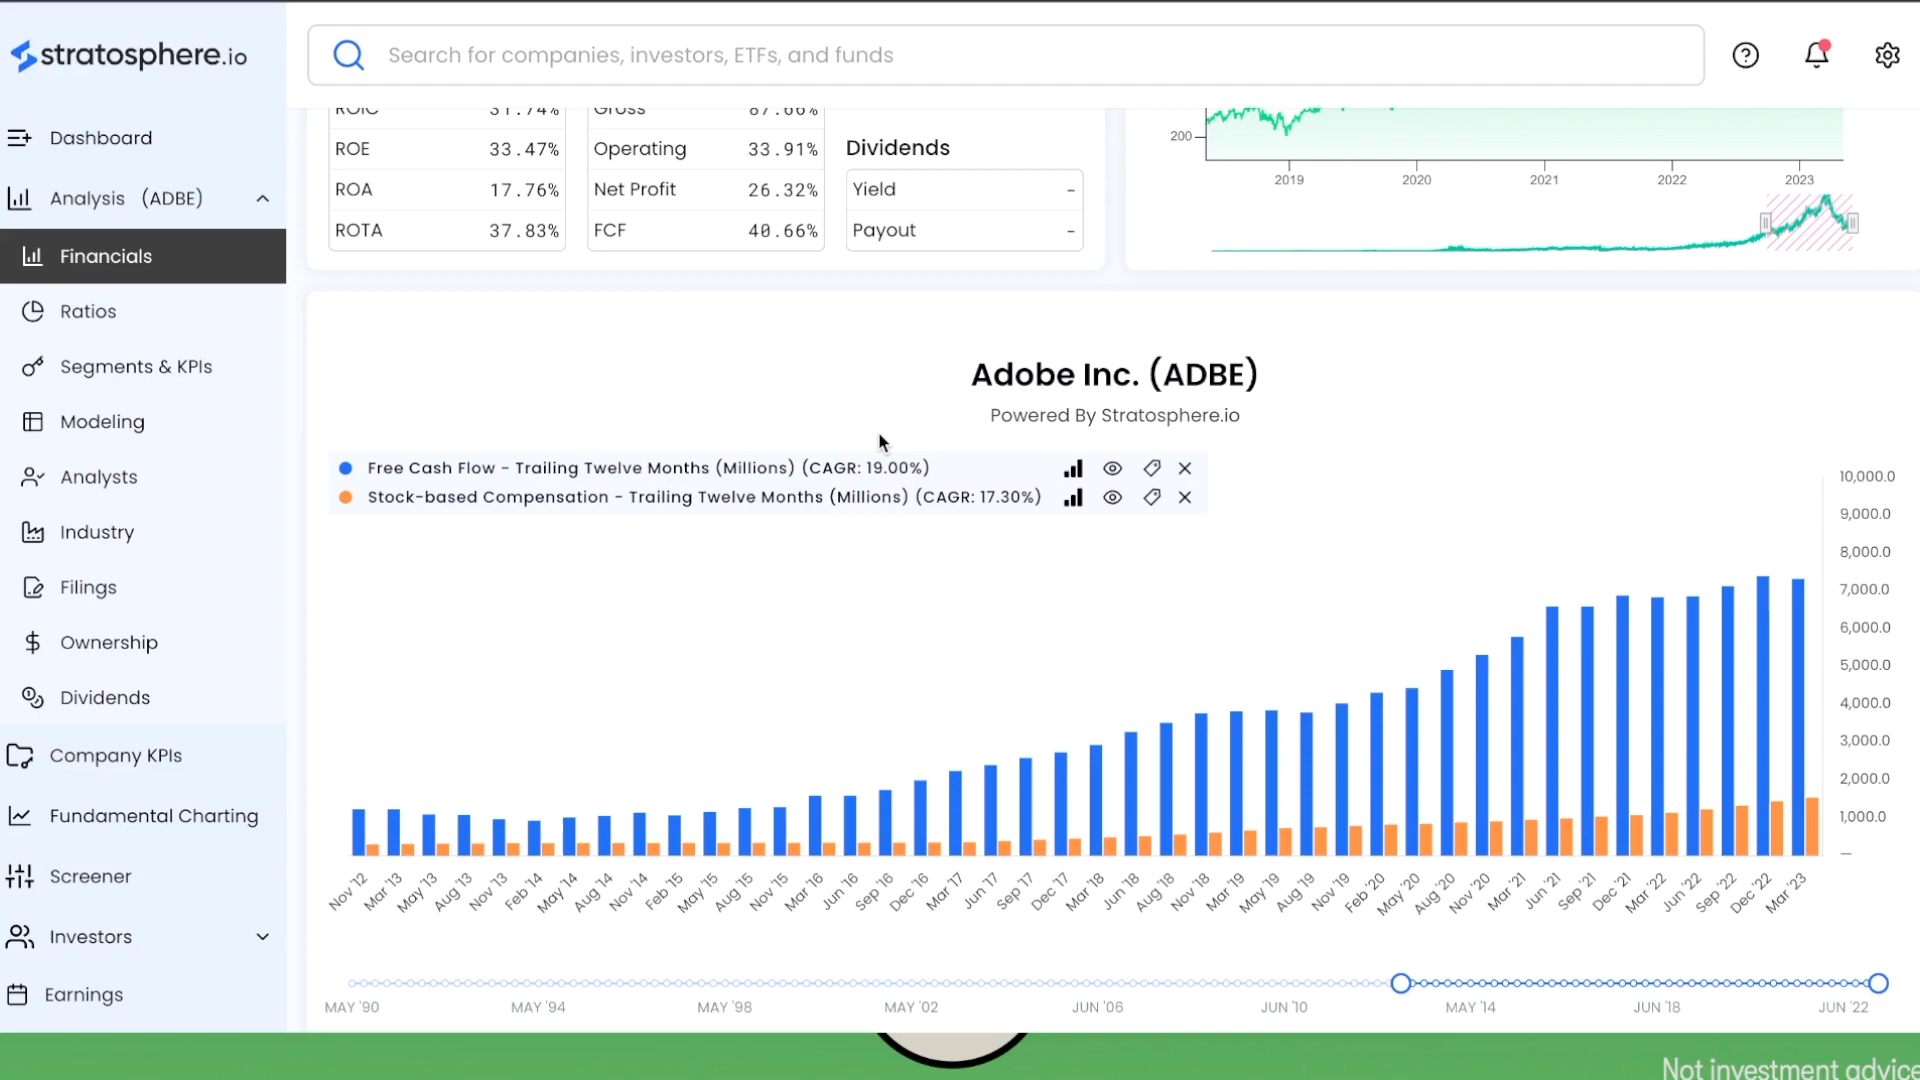 stratosphere.io
Search for companies, investors, ETFs, and funds
Dashboard
Analysis (ADBE)
Financials
Ratios
Segments & KPIs
Modeling
Analysts
Industry
Filings
Ownership
Dividends
Company KPIs
Fundamental Charting
Screener
Investors
Earnings
ROIC 31.74%
ROE 33.47%
ROA 17.76%
ROTA 37.83%
Gross 87.66%
Operating 33.91%
Net Profit 26.32%
FCF 40.66%
Dividends
Yield -
Payout -
200
2019 2020 2021 2022 2023
Adobe Inc. (ADBE)
Powered By Stratosphere.io
Free Cash Flow - Trailing Twelve Months (Millions) (CAGR: 19.00%)
Stock-based Compensation - Trailing Twelve Months (Millions) (CAGR: 17.30%)
10,000.0
9,000.0
8,000.0
7,000.0
6,000.0
5,000.0
4,000.0
3,000.0
2,000.0
1,000.0
—
Nov '12 Mar '13 May '13 Aug '13 Nov '13 Feb '14 May '14 Aug '14 Nov '14 Feb '15 May '15 Aug '15 Nov '15 Mar '16 Jun '16 Sep '16 Dec '16 Mar '17 Jun '17 Sep '17 Dec '17 Mar '18 Jun '18 Aug '18 Nov '18 Mar '19 May '19 Aug '19 Nov '19 Feb '20 May '20 Aug '20 Nov '20 Mar '21 Jun '21 Sep '21 Dec '21 Mar '22 Jun '22 Sep '22 Dec '22 Mar '23
MAY '90 MAY '94 MAY '98 MAY '02 JUN '06 JUN '10 MAY '14 JUN '18 JUN '22
Not investment advice